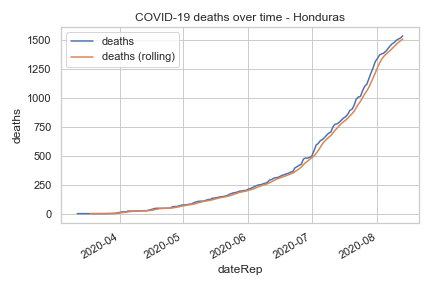 COVID-19 deaths over time - Honduras
deaths
deaths (rolling)
1500
1250
1000
750
500
250
0
deaths
2020-04
2020-05
2020-06
2020-07
2020-08
dateRep